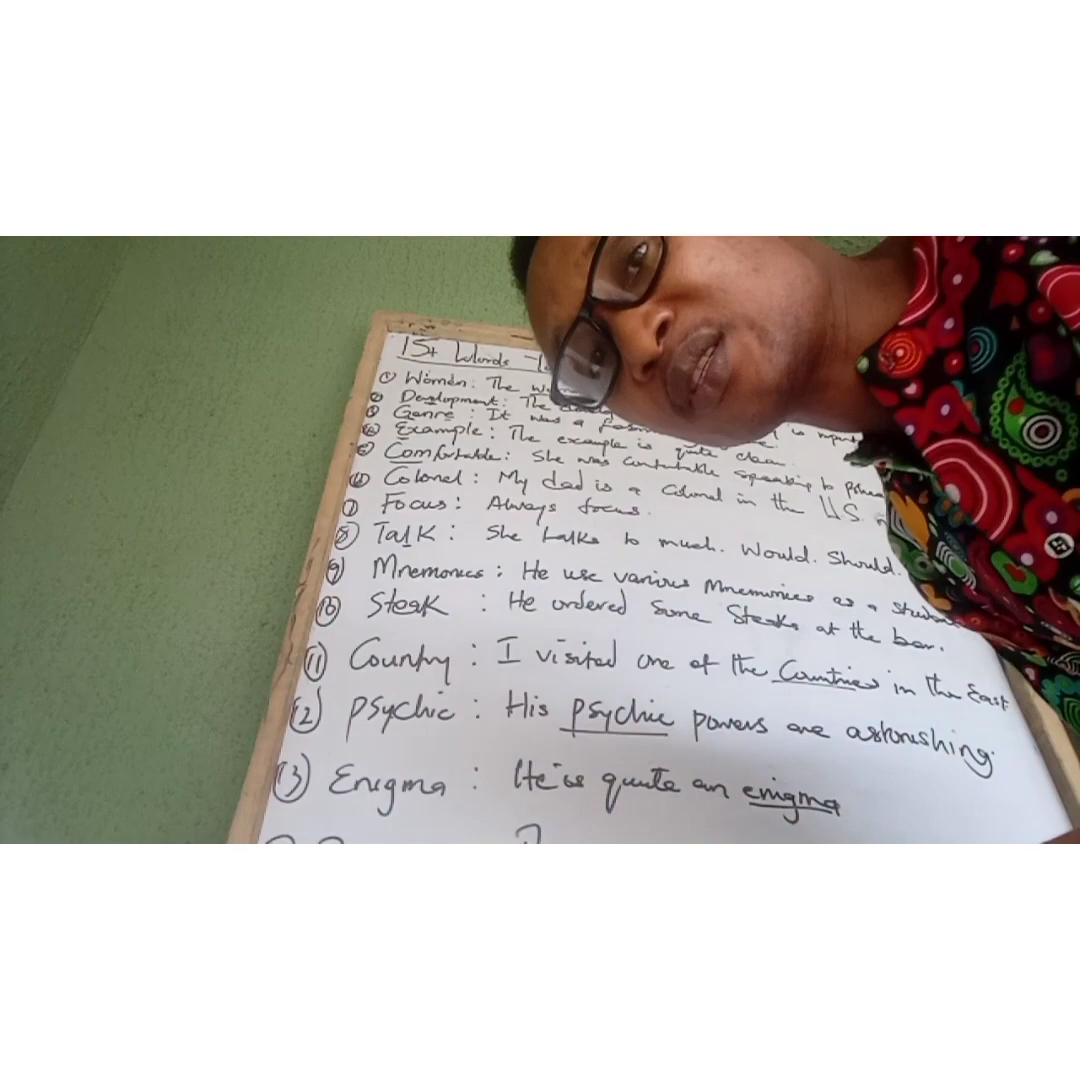 15+ Words
① Women: The
② Development: The
③ Genre: It was a
④ Example: The example is quite clear.
⑤ Comfortable: She was comfortable speaking to
⑥ Colonel: My dad is a Colonel in the U.S.
⑦ Focus: Always focus.
⑧ Talk: She talks to much. Would. Should.
⑨ Mnemonics: He use various Mnemonics as a
⑩ Steak: He ordered some Steaks at the bar.
⑪ Country: I visited one of the Countries in the East
⑫ Psychic: His psychic powers are astonishing.
⑬ Enigma: He is quite an enigma